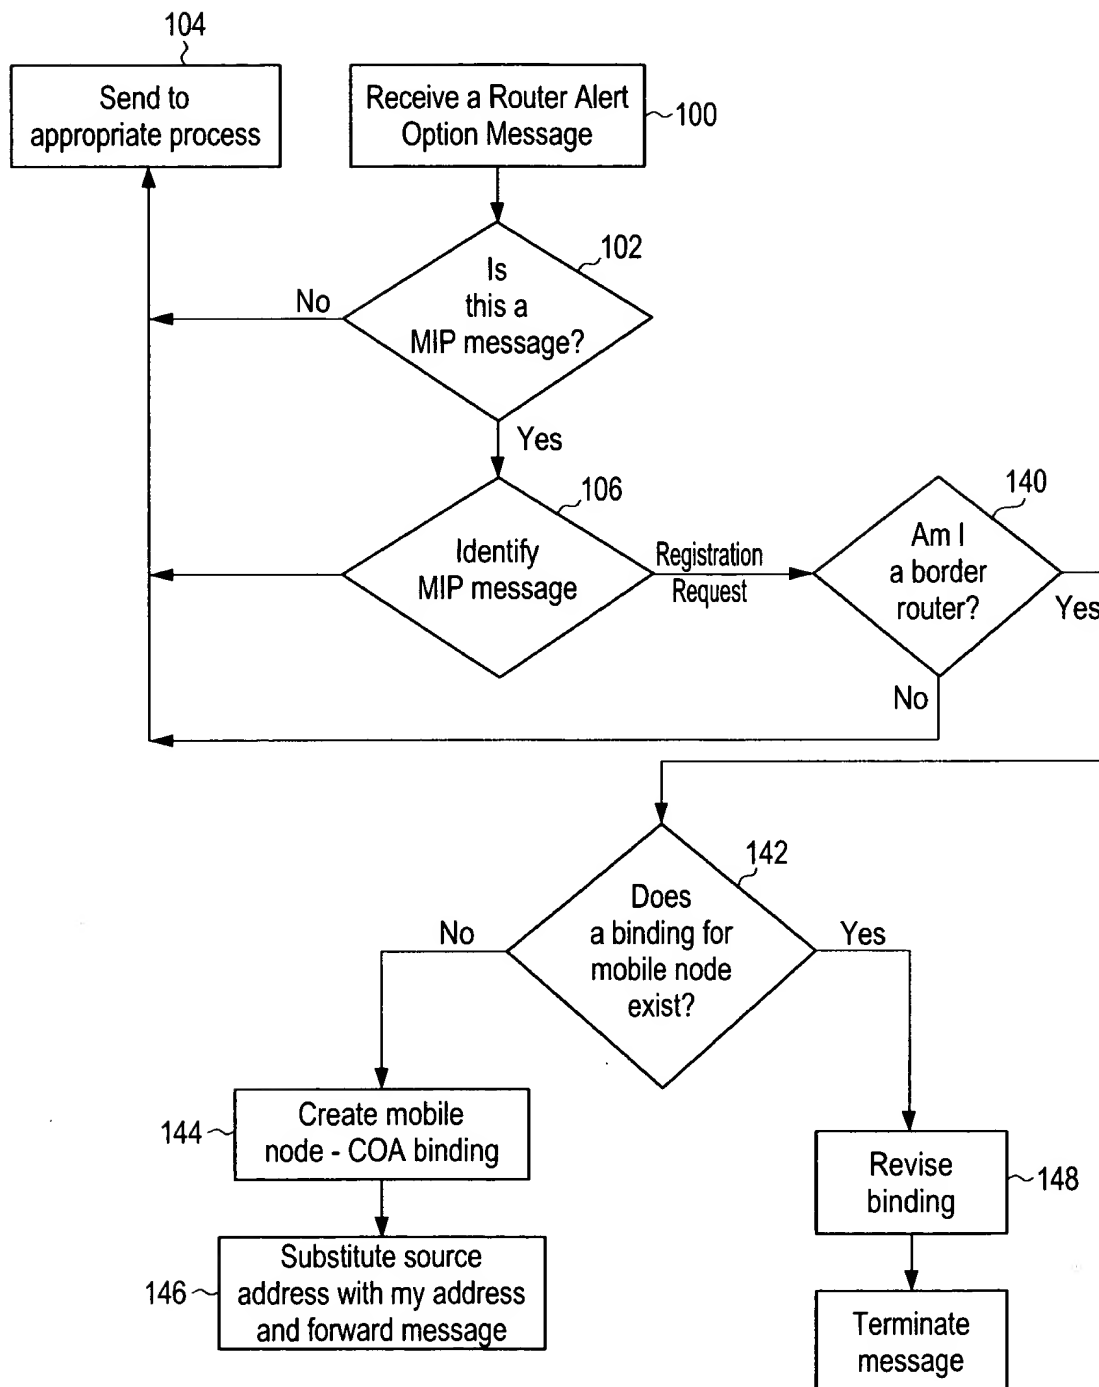 104
Send to
appropriate process
Receive a Router Alert
Option Message
100
102
Is
this a
MIP message?
No
Yes
106
Identify
MIP message
Registration
Request
140
Am I
a border
router?
Yes
No
142
Does
a binding for
mobile node
exist?
No
Yes
144
Create mobile
node - COA binding
Revise
binding
148
146
Substitute source
address with my address
and forward message
Terminate
message